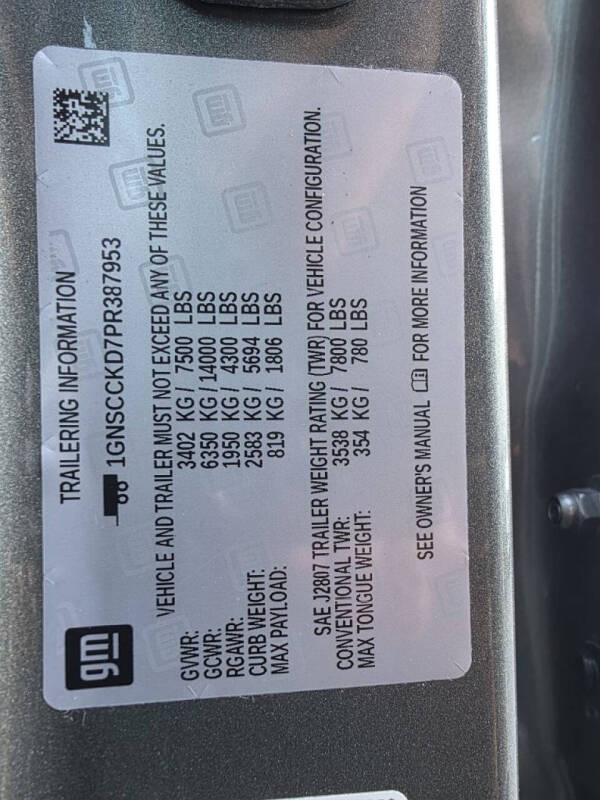 gm
TRAILERING INFORMATION
1GNSCCKD7PR387953
VEHICLE AND TRAILER MUST NOT EXCEED ANY OF THESE VALUES.
GVWR: 3402 KG / 7500 LBS
GCWR: 6350 KG / 14000 LBS
RGAWR: 1950 KG / 4300 LBS
CURB WEIGHT: 2583 KG / 5694 LBS
MAX PAYLOAD: 819 KG / 1806 LBS
SAE J2807 TRAILER WEIGHT RATING (TWR) FOR VEHICLE CONFIGURATION.
CONVENTIONAL TWR: 3538 KG / 7800 LBS
MAX TONGUE WEIGHT: 354 KG / 780 LBS
SEE OWNER'S MANUAL FOR MORE INFORMATION